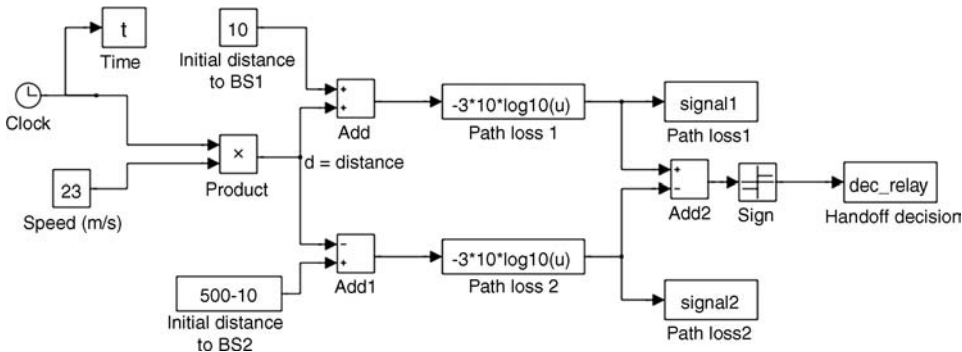 t
Time
Clock
10
Initial distance
to BS1
23
Speed (m/s)
×
Product
d = distance
+
+
Add
-3*10*log10(u)
Path loss 1
signal1
Path loss1
+
−
Add2
Sign
dec_relay
Handoff decision
500-10
Initial distance
to BS2
−
+
Add1
-3*10*log10(u)
Path loss 2
signal2
Path loss2